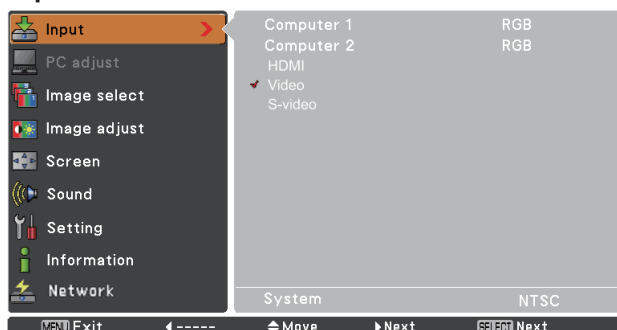 Input
PC adjust
Image select
Image adjust
Screen
Sound
Setting
Information
Network
Computer 1 RGB
Computer 2 RGB
HDMI
Video
S-video
System NTSC
MENU Exit ----- Move Next SELECT Next